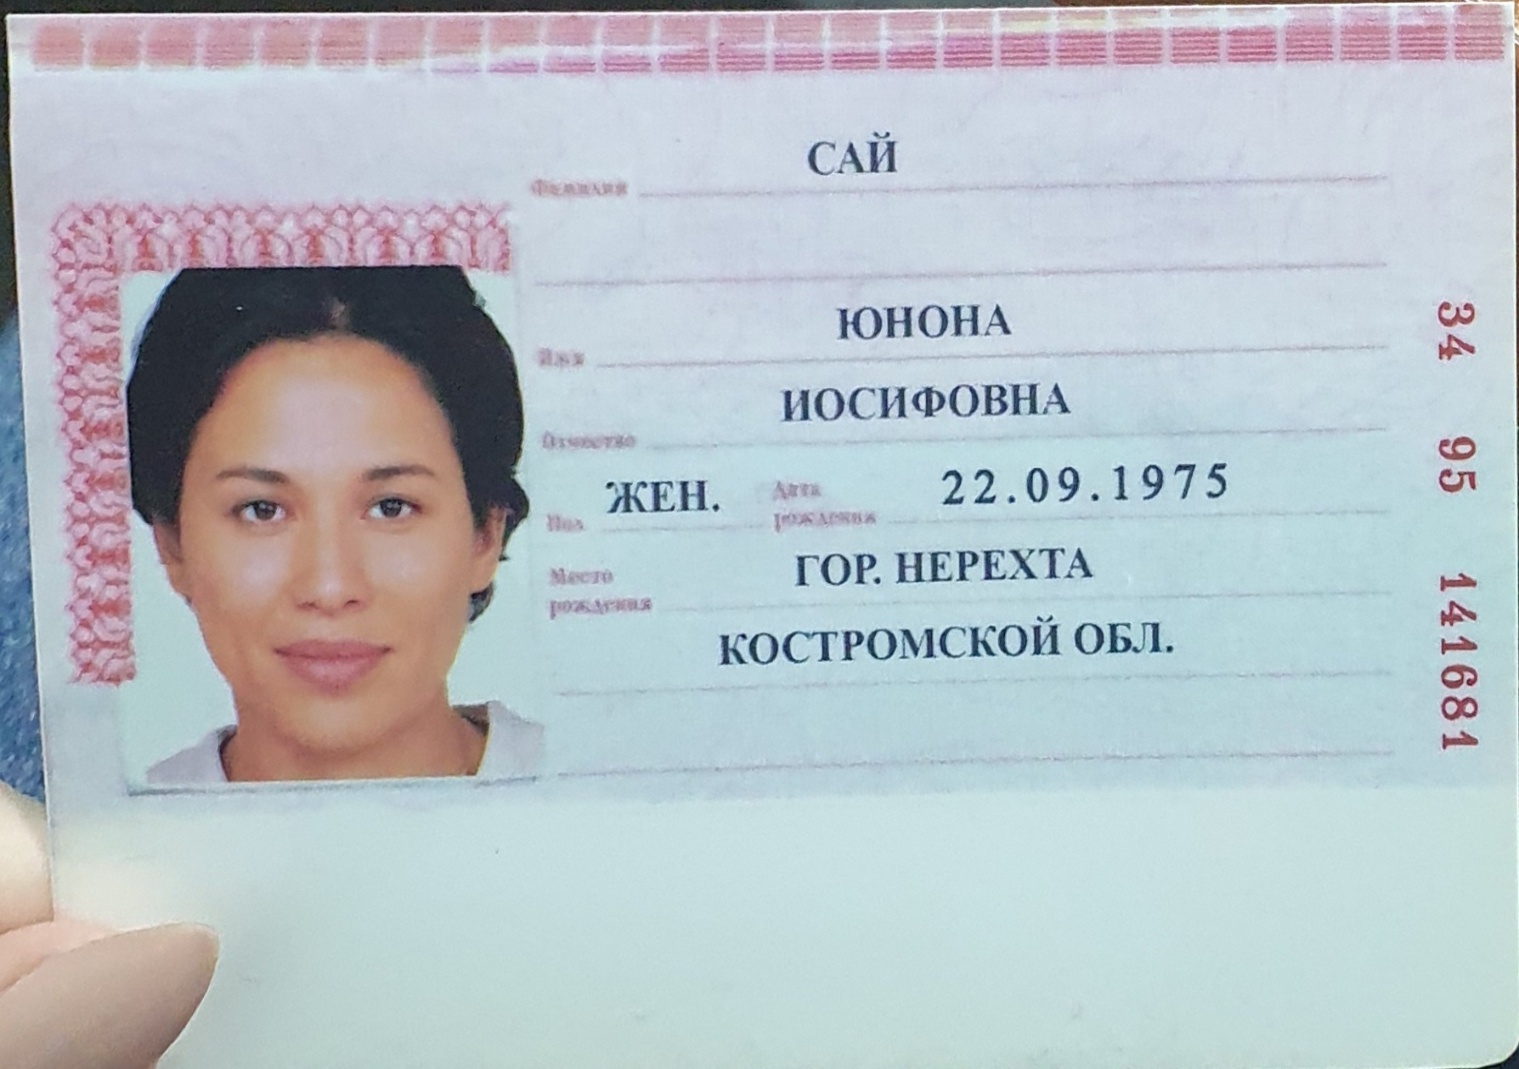 САЙ
Фамилия
ЮНОНА
Имя
ИОСИФОВНА
Отчество
Пол ЖЕН. Дата рождения 22.09.1975
Место рождения ГОР. НЕРЕХТА
КОСТРОМСКОЙ ОБЛ.
34 95 141681